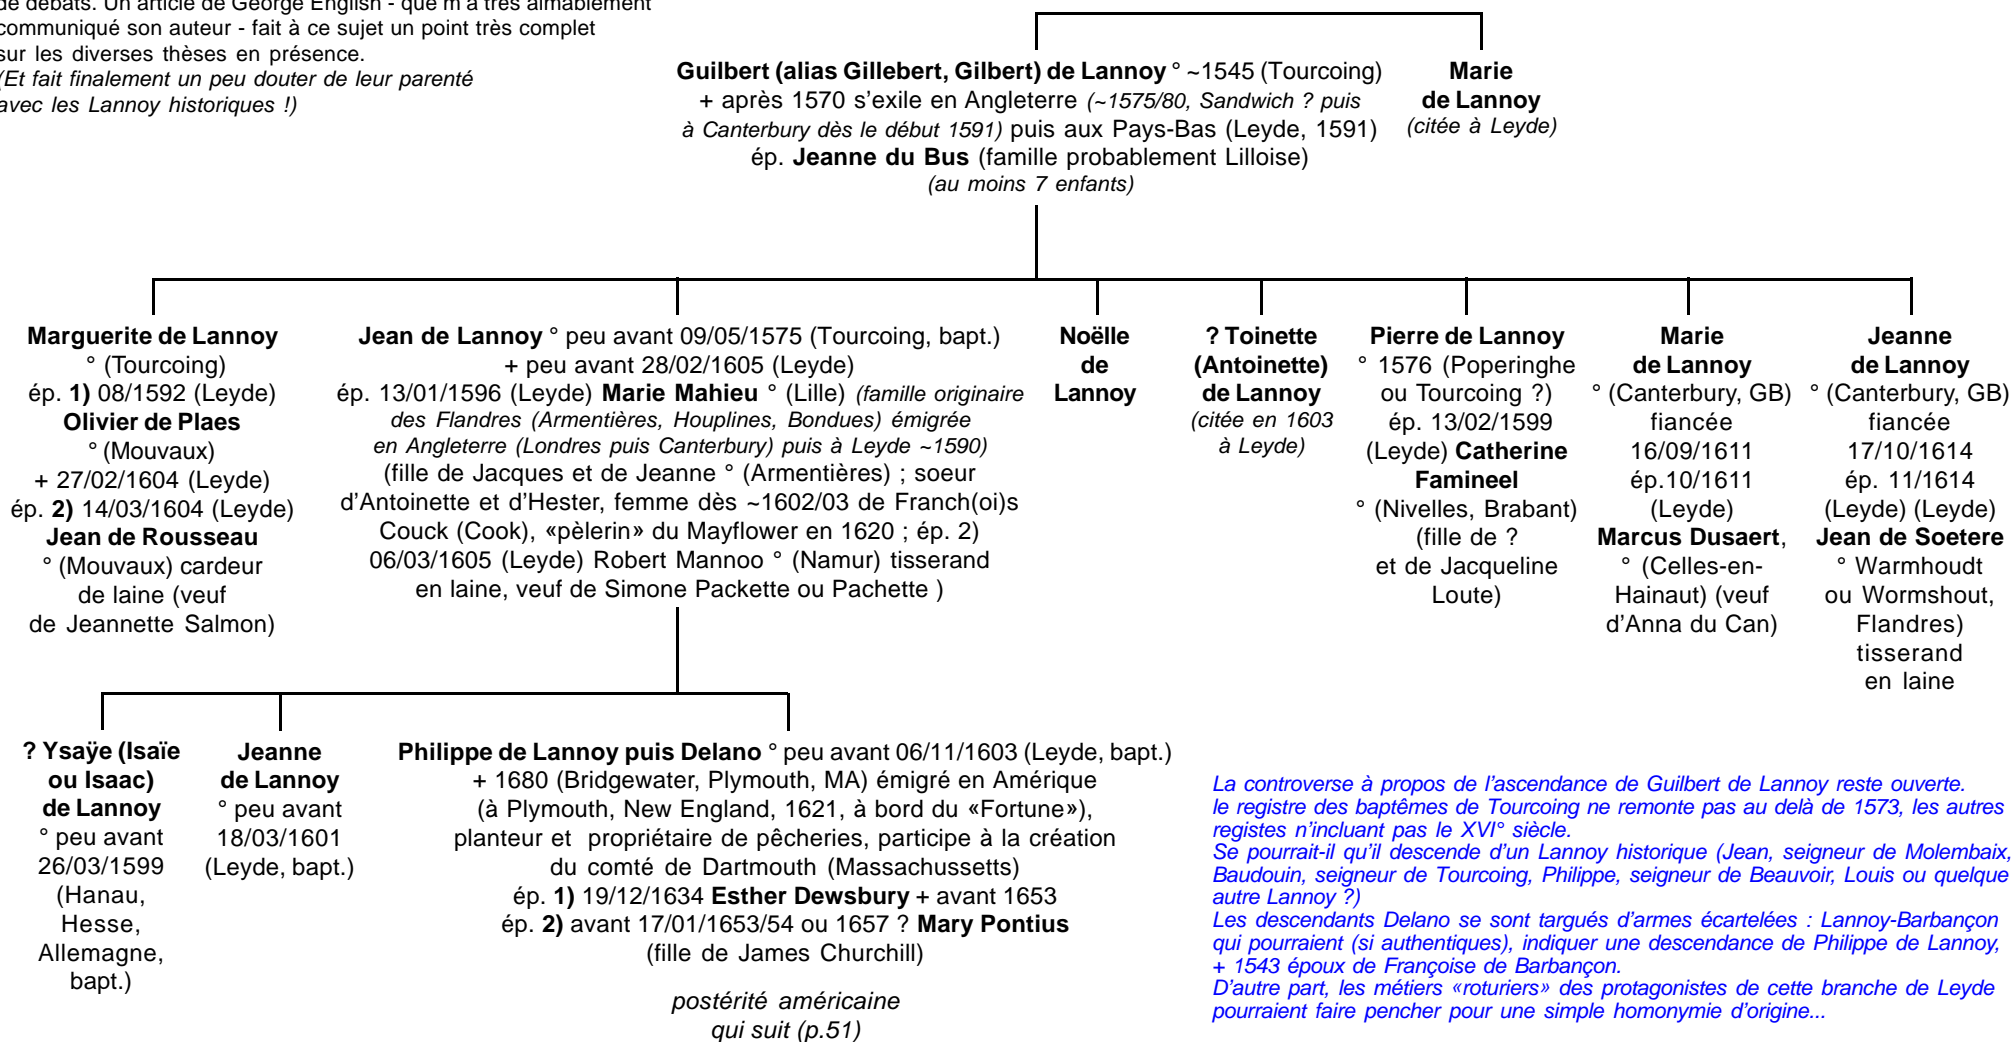 de débats. Un article de George English - que m'a très aimablement
communiqué son auteur - fait à ce sujet un point très complet
sur les diverses thèses en présence.
(Et fait finalement un peu douter de leur parenté
avec les Lannoy historiques !)
Guilbert (alias Gillebert, Gilbert) de Lannoy ° ~1545 (Tourcoing)
+ après 1570 s'exile en Angleterre (~1575/80, Sandwich ? puis
à Canterbury dès le début 1591) puis aux Pays-Bas (Leyde, 1591)
ép. Jeanne du Bus (famille probablement Lilloise)
(au moins 7 enfants)
Marie
de Lannoy
(citée à Leyde)
Marguerite de Lannoy
° (Tourcoing)
ép. 1) 08/1592 (Leyde)
Olivier de Plaes
° (Mouvaux)
+ 27/02/1604 (Leyde)
ép. 2) 14/03/1604 (Leyde)
Jean de Rousseau
° (Mouvaux) cardeur
de laine (veuf
de Jeannette Salmon)
Jean de Lannoy ° peu avant 09/05/1575 (Tourcoing, bapt.)
+ peu avant 28/02/1605 (Leyde)
ép. 13/01/1596 (Leyde) Marie Mahieu ° (Lille) (famille originaire
des Flandres (Armentières, Houplines, Bondues) émigrée
en Angleterre (Londres puis Canterbury) puis à Leyde ~1590)
(fille de Jacques et de Jeanne ° (Armentières) ; soeur
d'Antoinette et d'Hester, femme dès ~1602/03 de Franch(oi)s
Couck (Cook), «pèlerin» du Mayflower en 1620 ; ép. 2)
06/03/1605 (Leyde) Robert Mannoo ° (Namur) tisserand
en laine, veuf de Simone Packette ou Pachette )
Noëlle
de
Lannoy
? Toinette
(Antoinette)
de Lannoy
(citée en 1603
à Leyde)
Pierre de Lannoy
° 1576 (Poperinghe
ou Tourcoing ?)
ép. 13/02/1599
(Leyde) Catherine
Famineel
° (Nivelles, Brabant)
(fille de ?
et de Jacqueline
Loute)
Marie
de Lannoy
° (Canterbury, GB)
fiancée
16/09/1611
ép.10/1611
(Leyde)
Marcus Dusaert,
° (Celles-en-
Hainaut) (veuf
d'Anna du Can)
Jeanne
de Lannoy
° (Canterbury, GB)
fiancée
17/10/1614
ép. 11/1614
(Leyde) (Leyde)
Jean de Soetere
° Warmhoudt
ou Wormshout,
Flandres)
tisserand
en laine
? Ysaÿe (Isaïe
ou Isaac)
de Lannoy
° peu avant
26/03/1599
(Hanau,
Hesse,
Allemagne,
bapt.)
Jeanne
de Lannoy
° peu avant
18/03/1601
(Leyde, bapt.)
Philippe de Lannoy puis Delano ° peu avant 06/11/1603 (Leyde, bapt.)
+ 1680 (Bridgewater, Plymouth, MA) émigré en Amérique
(à Plymouth, New England, 1621, à bord du «Fortune»),
planteur et propriétaire de pêcheries, participe à la création
du comté de Dartmouth (Massachussetts)
ép. 1) 19/12/1634 Esther Dewsbury + avant 1653
ép. 2) avant 17/01/1653/54 ou 1657 ? Mary Pontius
(fille de James Churchill)
postérité américaine
qui suit (p.51)
La controverse à propos de l'ascendance de Guilbert de Lannoy reste ouverte.
le registre des baptêmes de Tourcoing ne remonte pas au delà de 1573, les autres
registes n'incluant pas le XVI° siècle.
Se pourrait-il qu'il descende d'un Lannoy historique (Jean, seigneur de Molembaix,
Baudouin, seigneur de Tourcoing, Philippe, seigneur de Beauvoir, Louis ou quelque
autre Lannoy ?)
Les descendants Delano se sont targués d'armes écartelées : Lannoy-Barbançon
qui pourraient (si authentiques), indiquer une descendance de Philippe de Lannoy,
+ 1543 époux de Françoise de Barbançon.
D'autre part, les métiers «roturiers» des protagonistes de cette branche de Leyde
pourraient faire pencher pour une simple homonymie d'origine...